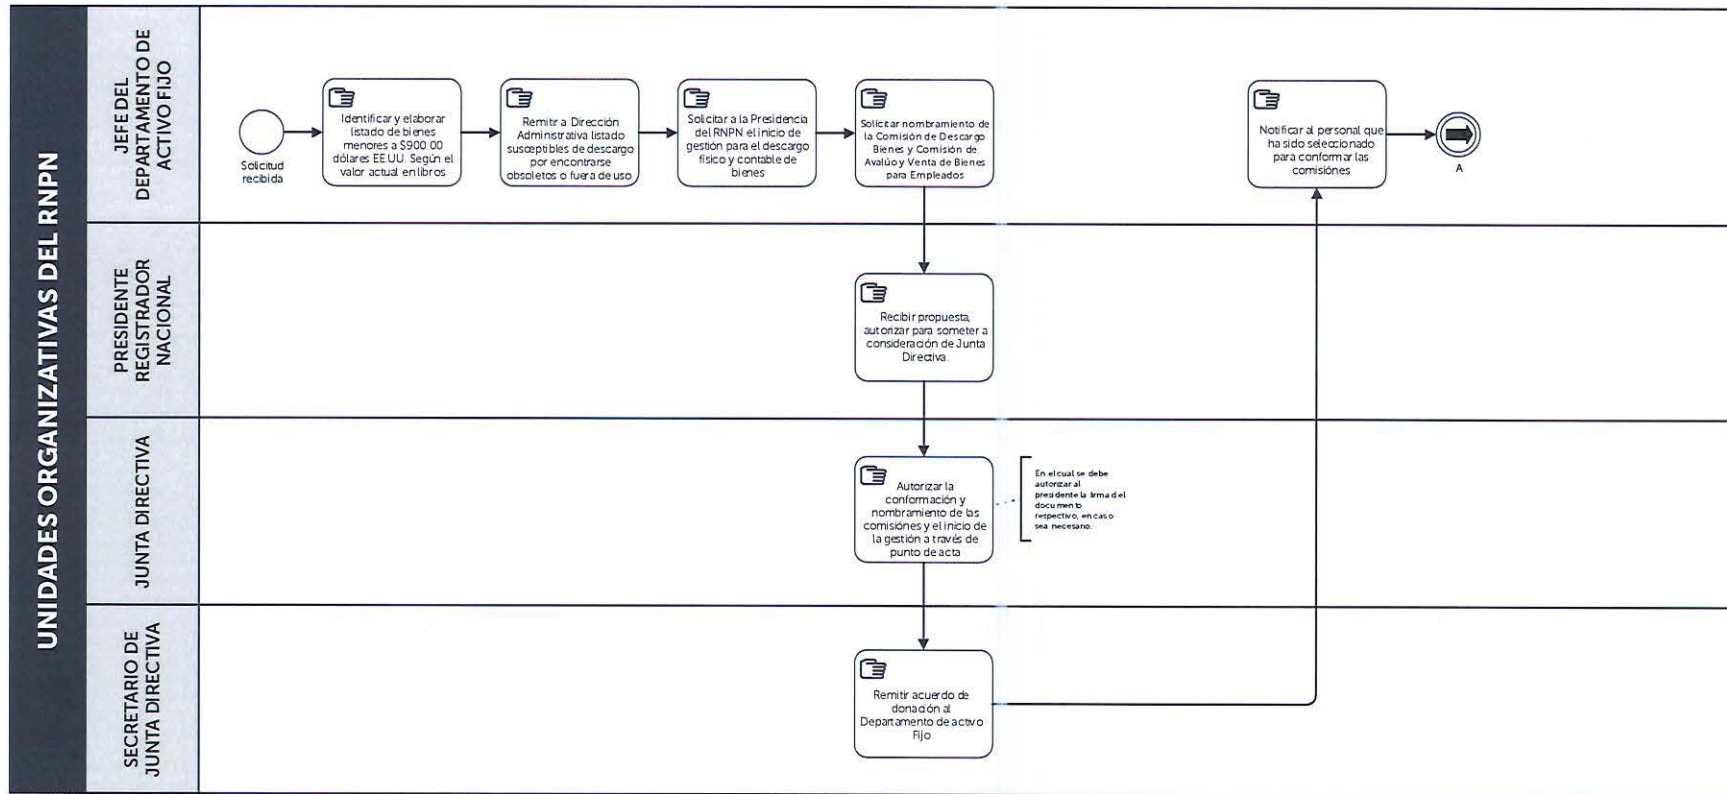 UNIDADES ORGANIZATIVAS DEL RNPN
JEFE DEL
DEPARTAMENTO DE
ACTIVO FIJO
Solicitud
recibida
Identificar y elaborar
listado de bienes
menores a $900.00
dólares EE.UU. Según el
valor actual en libros
Remitir a Dirección
Administrativa listado
susceptibles de descargo
por encontrarse
obsoletos o fuera de uso
Solicitar a la Presidencia
del RNPN el inicio de
gestión para el descargo
físico y contable de
bienes
Solicitar nombramiento de
la Comisión de Descargo
Bienes y Comisión de
Avalúo y Venta de Bienes
para Empleados
Notificar al personal que
ha sido seleccionado
para conformar las
comisiónes
A
PRESIDENTE
REGISTRADOR
NACIONAL
Recibir propuesta,
autorizar para someter a
consideración de Junta
Directiva.
JUNTA DIRECTIVA
Autorizar la
conformación y
nombramiento de las
comisiónes y el inicio de
la gestión a través de
punto de acta
En el cual se debe
autorizar al
presidente la firma del
documento
respectivo, en caso
sea necesario.
SECRETARIO DE
JUNTA DIRECTIVA
Remitir acuerdo de
donación al
Departamento de activo
Fijo